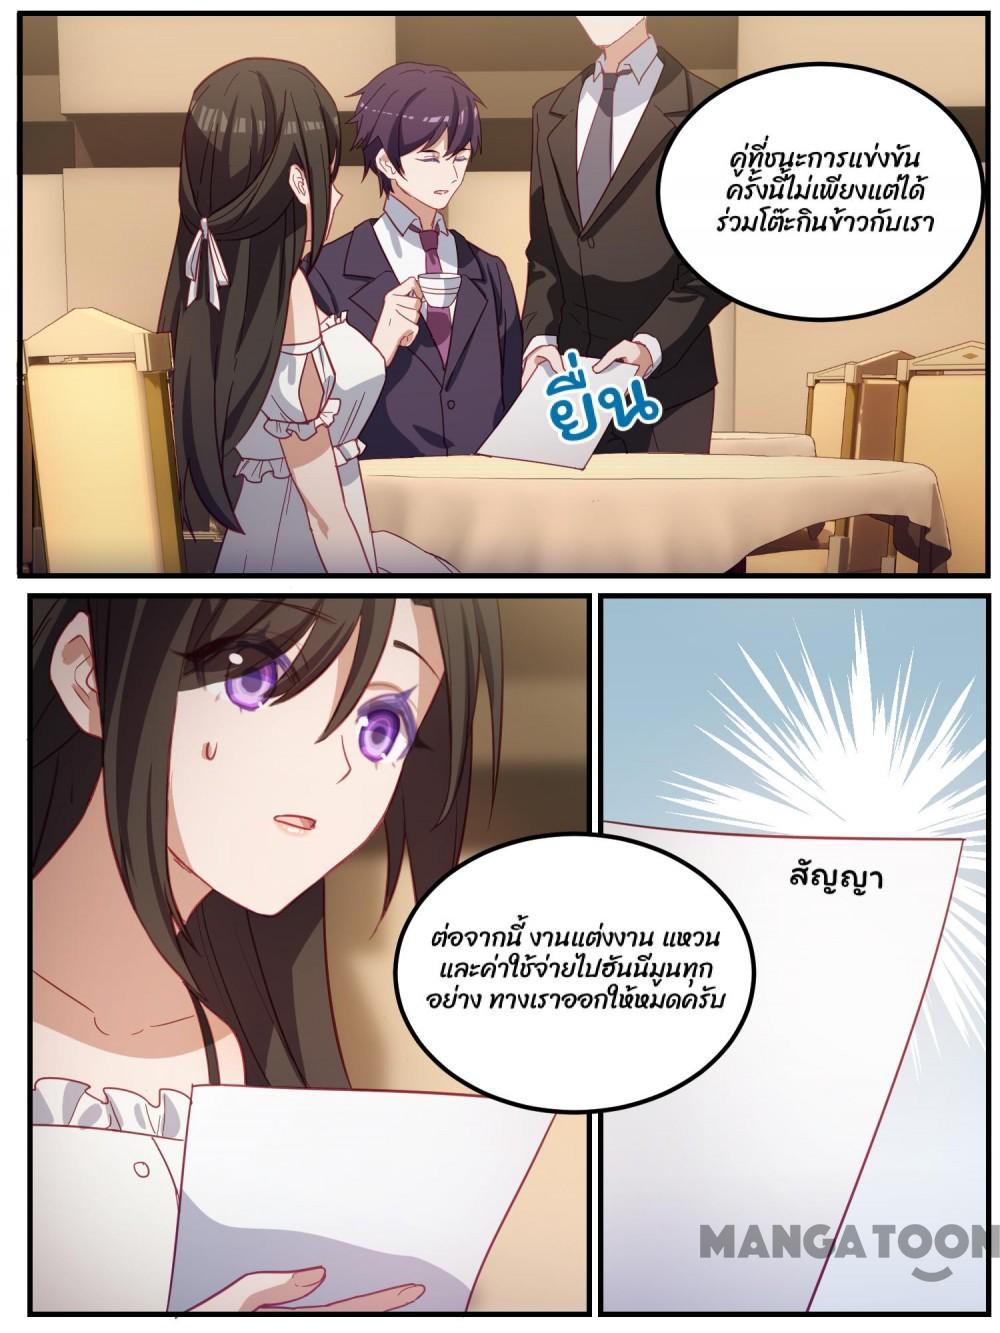 คู่ที่ชนะการแข่งขัน
ครั้งนี้ไม่เพียงแต่ได้
ร่วมโต๊ะกินข้าวกับเรา
ยื่น
สัญญา
ต่อจากนี้ งานแต่งงาน แหวน
และค่าใช้จ่ายไปฮันนีมูนทุก
อย่าง ทางเราออกให้หมดครับ
MANGATOON